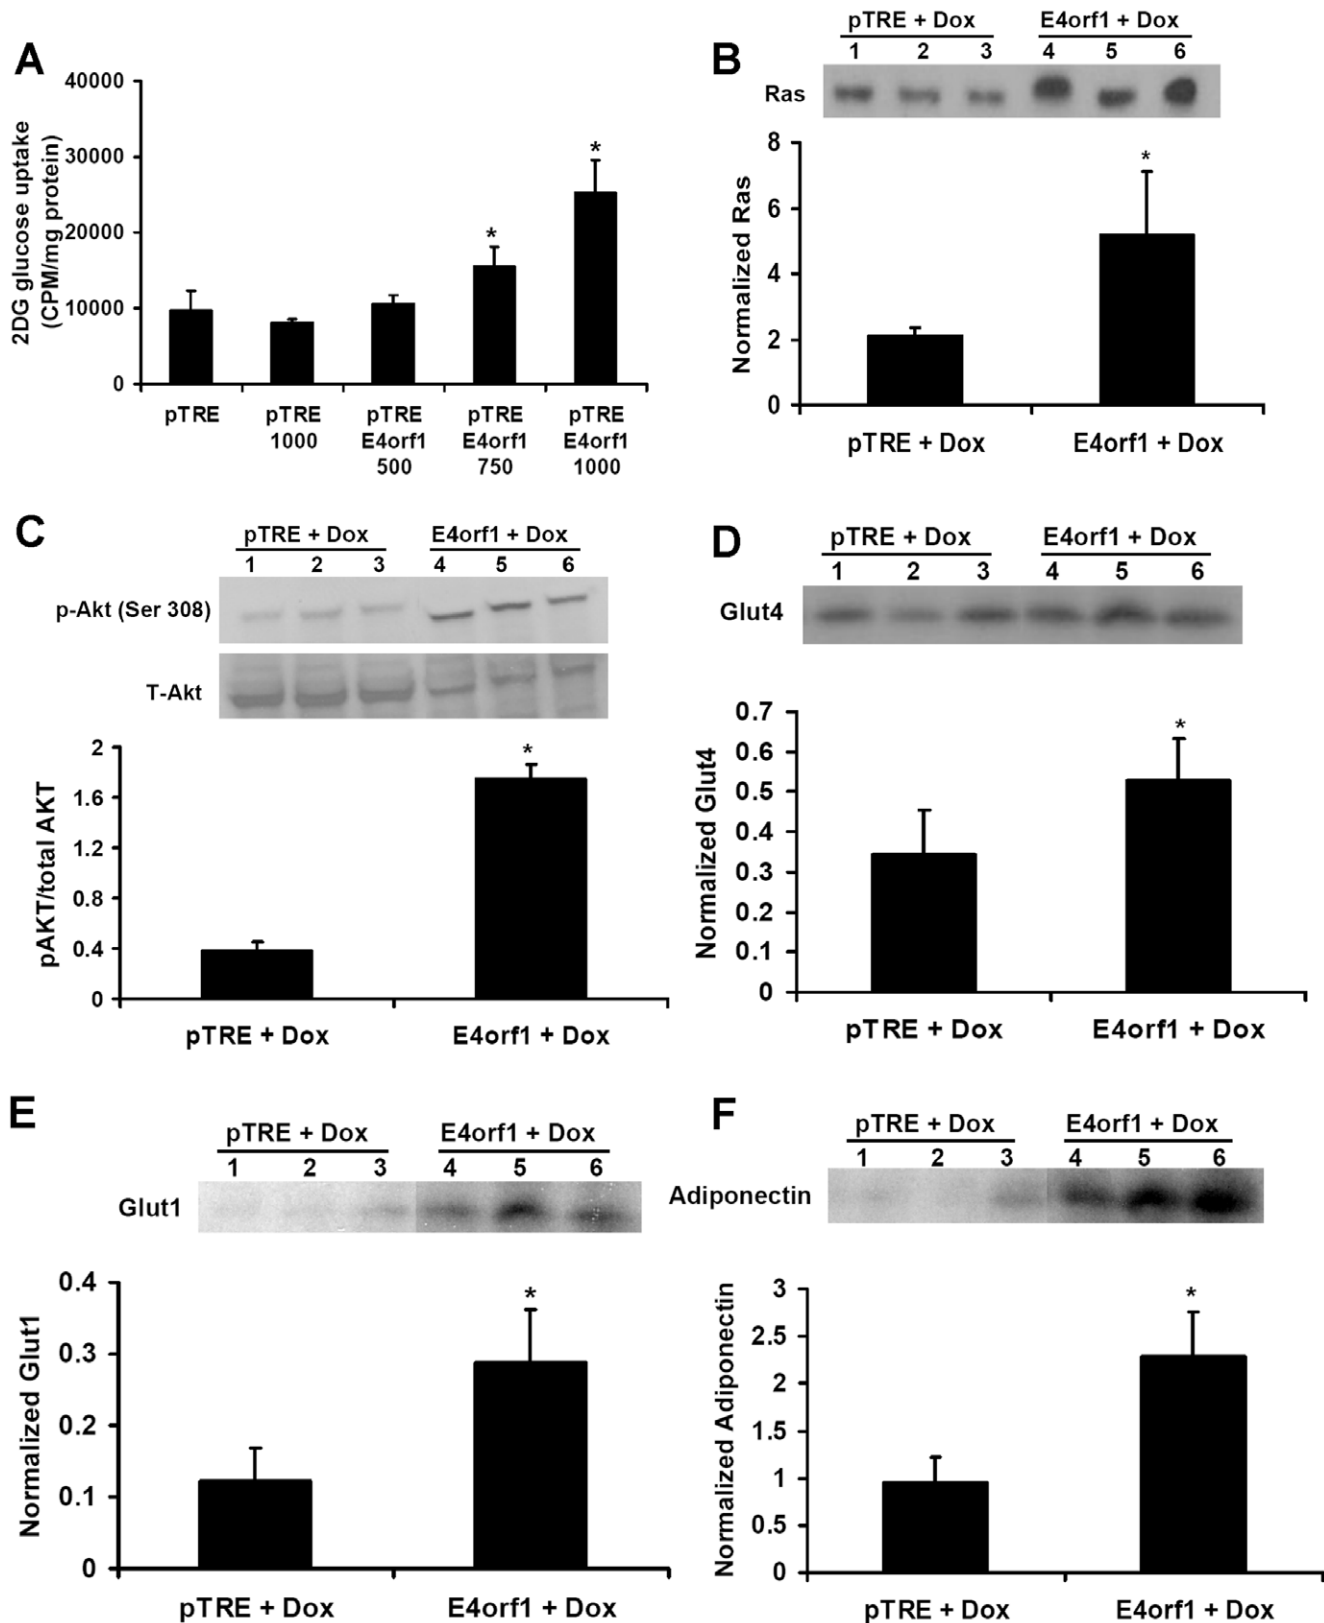 A
2DG glucose uptake
(CPM/mg protein)
40000
30000
20000
10000
0
*
*
pTRE
pTRE
1000
pTRE
E4orf1
500
pTRE
E4orf1
750
pTRE
E4orf1
1000
B
pTRE + Dox
E4orf1 + Dox
1 2 3 4 5 6
Ras
Normalized Ras
8
6
4
2
0
*
pTRE + Dox
E4orf1 + Dox
C
pTRE + Dox
E4orf1 + Dox
1 2 3 4 5 6
p-Akt (Ser 308)
T-Akt
pAKT/total AKT
2
1.6
1.2
0.8
0.4
0
*
pTRE + Dox
E4orf1 + Dox
D
pTRE + Dox
E4orf1 + Dox
1 2 3 4 5 6
Glut4
Normalized Glut4
0.7
0.6
0.5
0.4
0.3
0.2
0.1
0
*
pTRE + Dox
E4orf1 + Dox
E
pTRE + Dox
E4orf1 + Dox
1 2 3 4 5 6
Glut1
Normalized Glut1
0.4
0.3
0.2
0.1
0
*
pTRE + Dox
E4orf1 + Dox
F
pTRE + Dox
E4orf1 + Dox
1 2 3 4 5 6
Adiponectin
Normalized Adiponectin
3
2.5
2
1.5
1
0.5
0
*
pTRE + Dox
E4orf1 + Dox